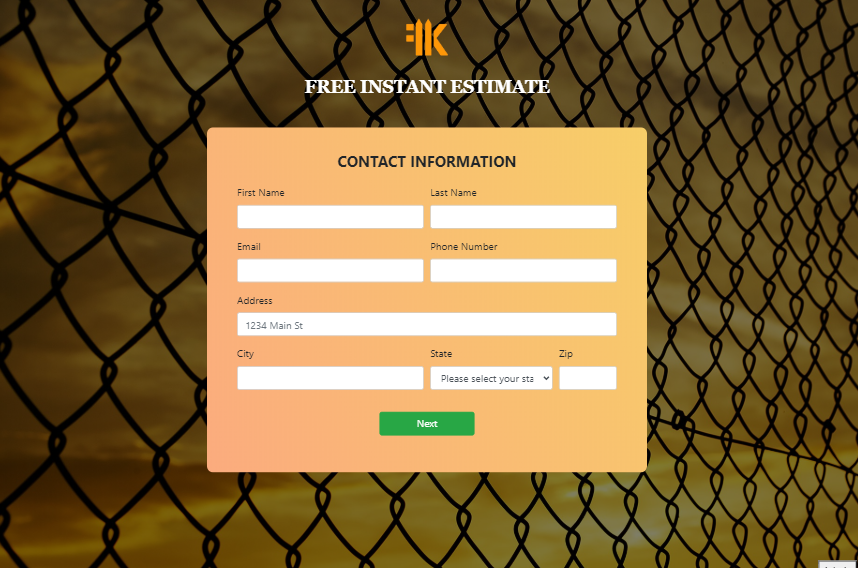 FREE INSTANT ESTIMATE
CONTACT INFORMATION
First Name Last Name
Email Phone Number
Address
1234 Main St
City State Zip
Please select your sta
Next